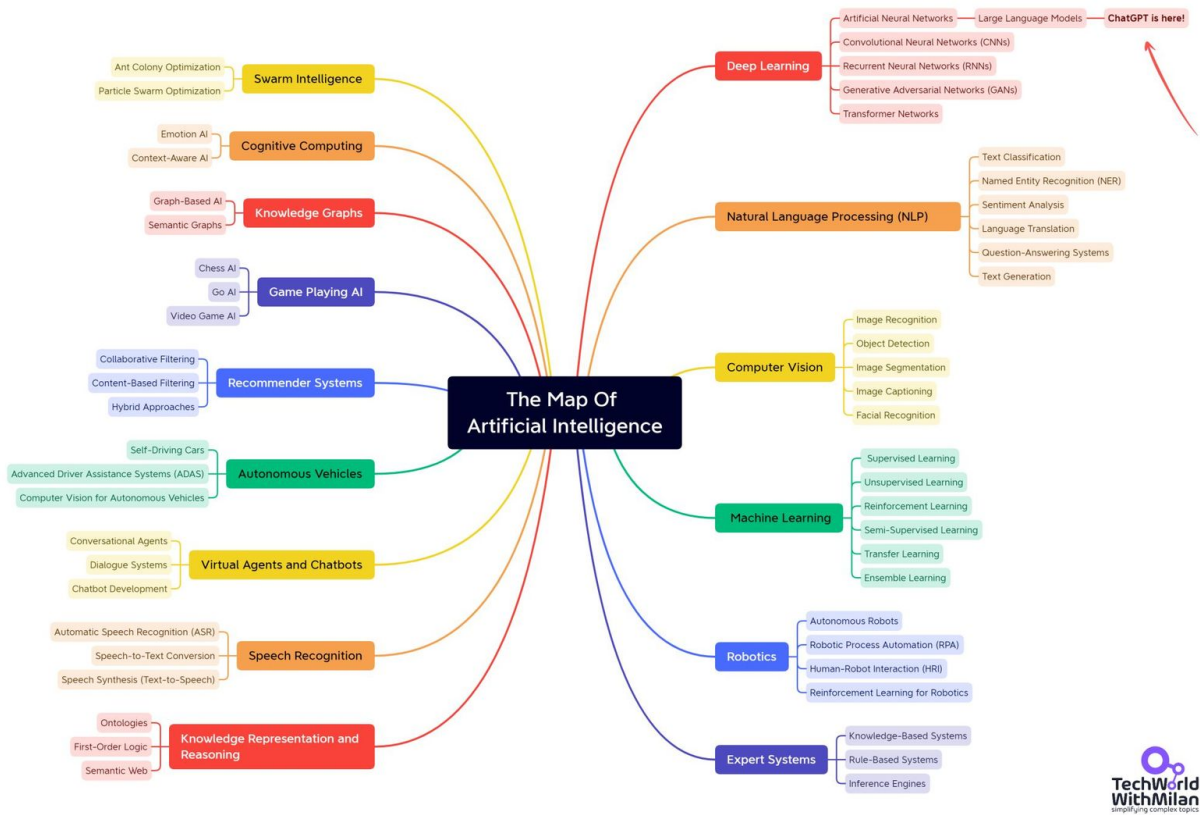 The Map Of
Artificial Intelligence
Deep Learning
Artificial Neural Networks
Large Language Models
ChatGPT is here!
Convolutional Neural Networks (CNNs)
Recurrent Neural Networks (RNNs)
Generative Adversarial Networks (GANs)
Transformer Networks
Natural Language Processing (NLP)
Text Classification
Named Entity Recognition (NER)
Sentiment Analysis
Language Translation
Question-Answering Systems
Text Generation
Computer Vision
Image Recognition
Object Detection
Image Segmentation
Image Captioning
Facial Recognition
Machine Learning
Supervised Learning
Unsupervised Learning
Reinforcement Learning
Semi-Supervised Learning
Transfer Learning
Ensemble Learning
Robotics
Autonomous Robots
Robotic Process Automation (RPA)
Human-Robot Interaction (HRI)
Reinforcement Learning for Robotics
Expert Systems
Knowledge-Based Systems
Rule-Based Systems
Inference Engines
Swarm Intelligence
Ant Colony Optimization
Particle Swarm Optimization
Cognitive Computing
Emotion AI
Context-Aware AI
Knowledge Graphs
Graph-Based AI
Semantic Graphs
Game Playing AI
Chess AI
Go AI
Video Game AI
Recommender Systems
Collaborative Filtering
Content-Based Filtering
Hybrid Approaches
Autonomous Vehicles
Self-Driving Cars
Advanced Driver Assistance Systems (ADAS)
Computer Vision for Autonomous Vehicles
Virtual Agents and Chatbots
Conversational Agents
Dialogue Systems
Chatbot Development
Speech Recognition
Automatic Speech Recognition (ASR)
Speech-to-Text Conversion
Speech Synthesis (Text-to-Speech)
Knowledge Representation and
Reasoning
Ontologies
First-Order Logic
Semantic Web
TechWorld
WithMilan
simplifying complex topics